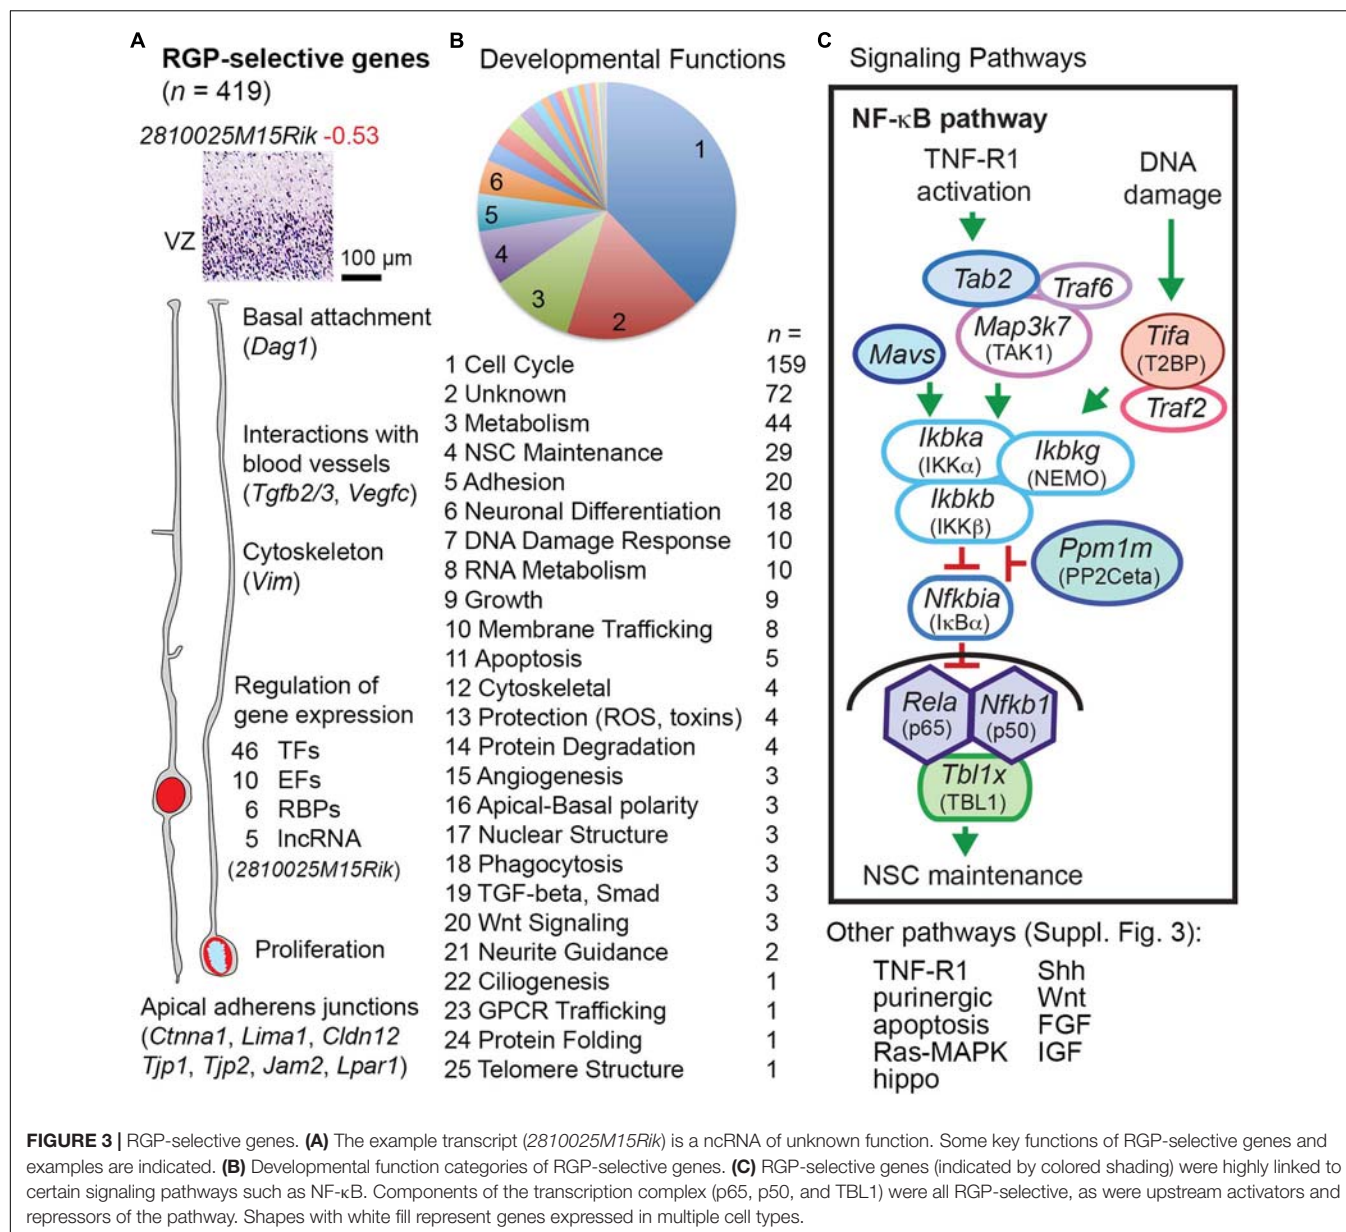 A
RGP-selective genes
(n = 419)
2810025M15Rik -0.53
VZ
100 μm
Basal attachment
(Dag1)
Interactions with
blood vessels
(Tgfb2/3, Vegfc)
Cytoskeleton
(Vim)
Regulation of
gene expression
46 TFs
10 EFs
6 RBPs
5 lncRNA
(2810025M15Rik)
Proliferation
Apical adherens junctions
(Ctnna1, Lima1, Cldn12
Tjp1, Tjp2, Jam2, Lpar1)
B
Developmental Functions
1
2
3
4
5
6
n =
1 Cell Cycle 159
2 Unknown 72
3 Metabolism 44
4 NSC Maintenance 29
5 Adhesion 20
6 Neuronal Differentiation 18
7 DNA Damage Response 10
8 RNA Metabolism 10
9 Growth 9
10 Membrane Trafficking 8
11 Apoptosis 5
12 Cytoskeletal 4
13 Protection (ROS, toxins) 4
14 Protein Degradation 4
15 Angiogenesis 3
16 Apical-Basal polarity 3
17 Nuclear Structure 3
18 Phagocytosis 3
19 TGF-beta, Smad 3
20 Wnt Signaling 3
21 Neurite Guidance 2
22 Ciliogenesis 1
23 GPCR Trafficking 1
24 Protein Folding 1
25 Telomere Structure 1
C
Signaling Pathways
NF-κB pathway
TNF-R1
activation
DNA
damage
Tab2
Traf6
Map3k7
(TAK1)
Mavs
Tifa
(T2BP)
Traf2
Ikbka
(IKKα)
Ikbkg
(NEMO)
Ikbkb
(IKKβ)
Ppm1m
(PP2Ceta)
Nfkbia
(IκBα)
Rela
(p65)
Nfkb1
(p50)
Tbl1x
(TBL1)
NSC maintenance
Other pathways (Suppl. Fig. 3):
TNF-R1 Shh
purinergic Wnt
apoptosis FGF
Ras-MAPK IGF
hippo
FIGURE 3 | RGP-selective genes. (A) The example transcript (2810025M15Rik) is a ncRNA of unknown function. Some key functions of RGP-selective genes and
examples are indicated. (B) Developmental function categories of RGP-selective genes. (C) RGP-selective genes (indicated by colored shading) were highly linked to
certain signaling pathways such as NF-κB. Components of the transcription complex (p65, p50, and TBL1) were all RGP-selective, as were upstream activators and
repressors of the pathway. Shapes with white fill represent genes expressed in multiple cell types.